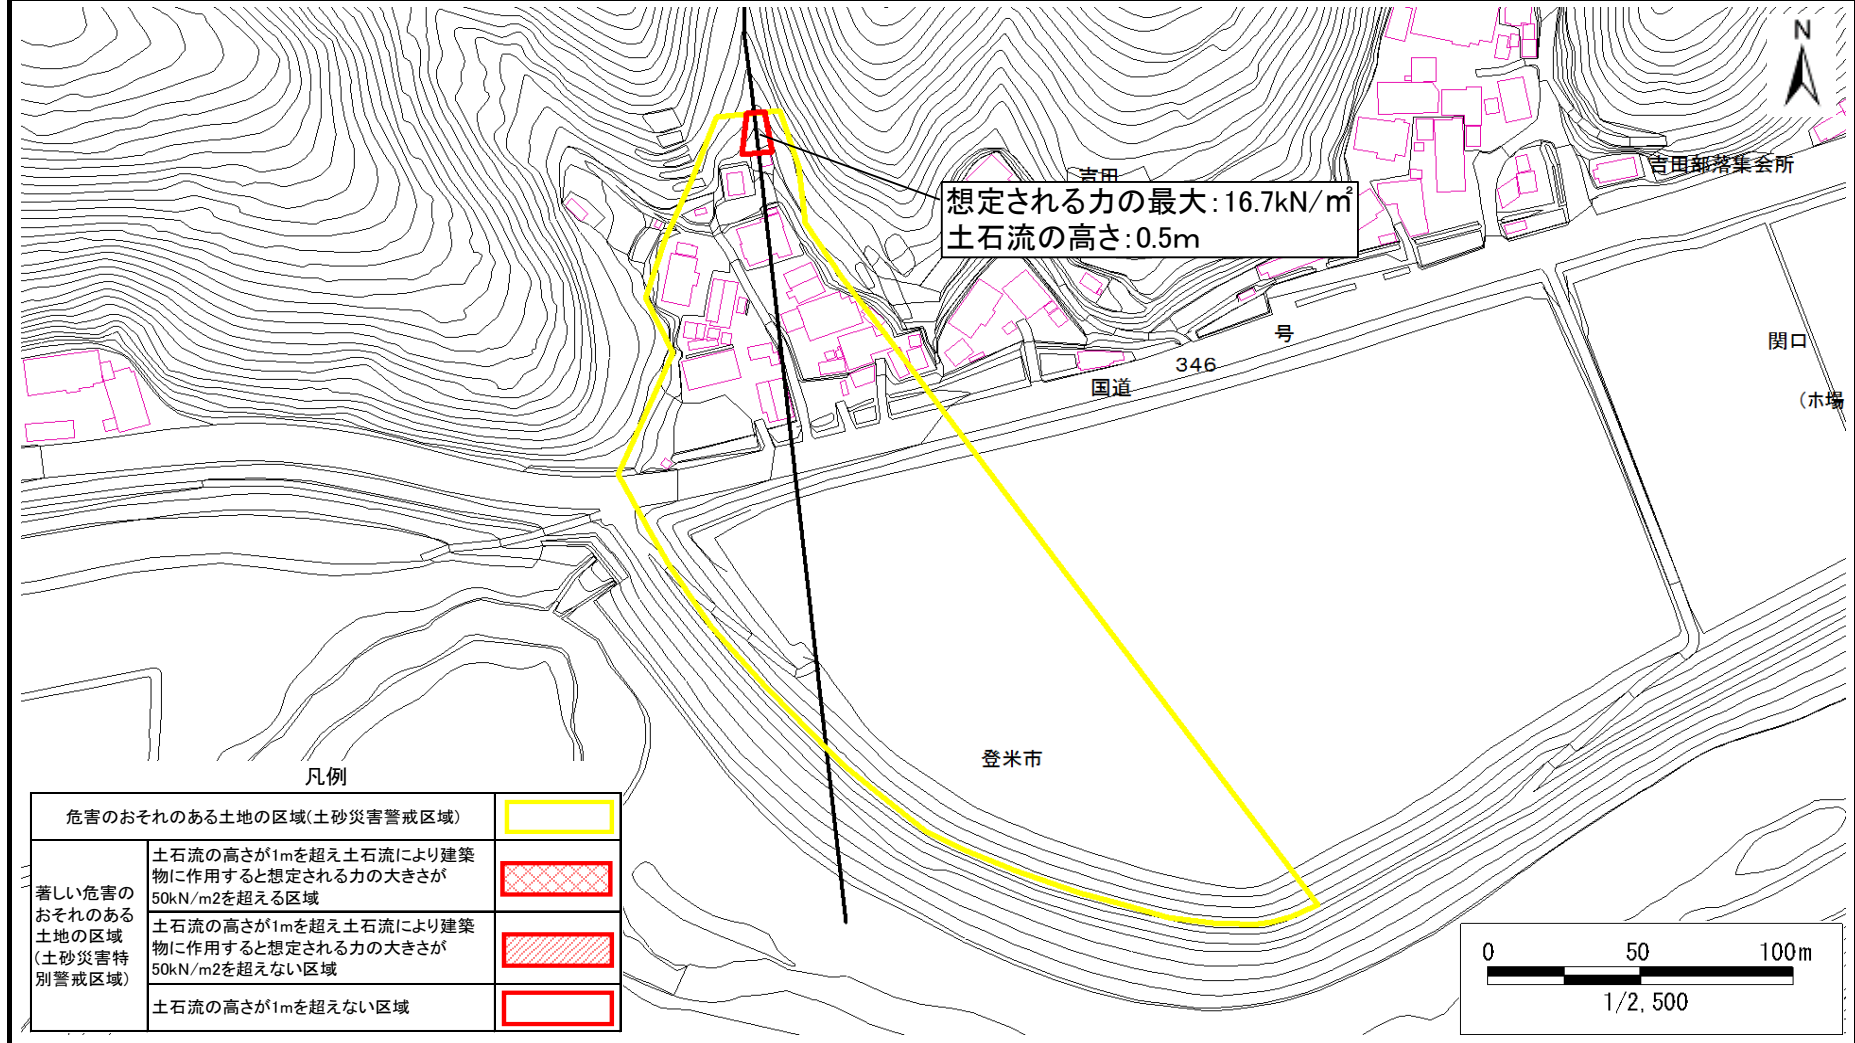 N
吉田
吉田部落集会所
想定される力の最大:16.7kN/㎡
土石流の高さ:0.5m
号
346
国道
関口
(ホ場
登米市
凡例
危害のおそれのある土地の区域(土砂災害警戒区域)
著しい危害の
おそれのある
土地の区域
(土砂災害特
別警戒区域)
土石流の高さが1mを超え土石流により建築
物に作用すると想定される力の大きさが
50kN/m2を超える区域
土石流の高さが1mを超え土石流により建築
物に作用すると想定される力の大きさが
50kN/m2を超えない区域
土石流の高さが1mを超えない区域
0 50 100m
1/2,500